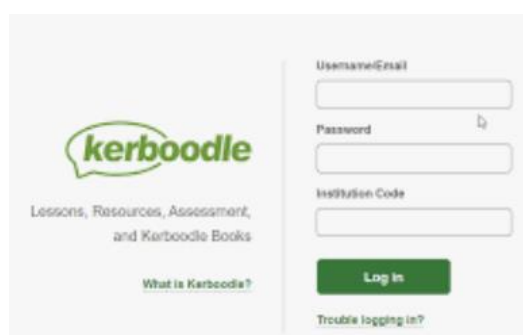 kerboodle
Lessons, Resources, Assessment,
and Kerboodle Books
What is Kerboodle?
Username/Email
Password
Institution Code
Log in
Trouble logging in?